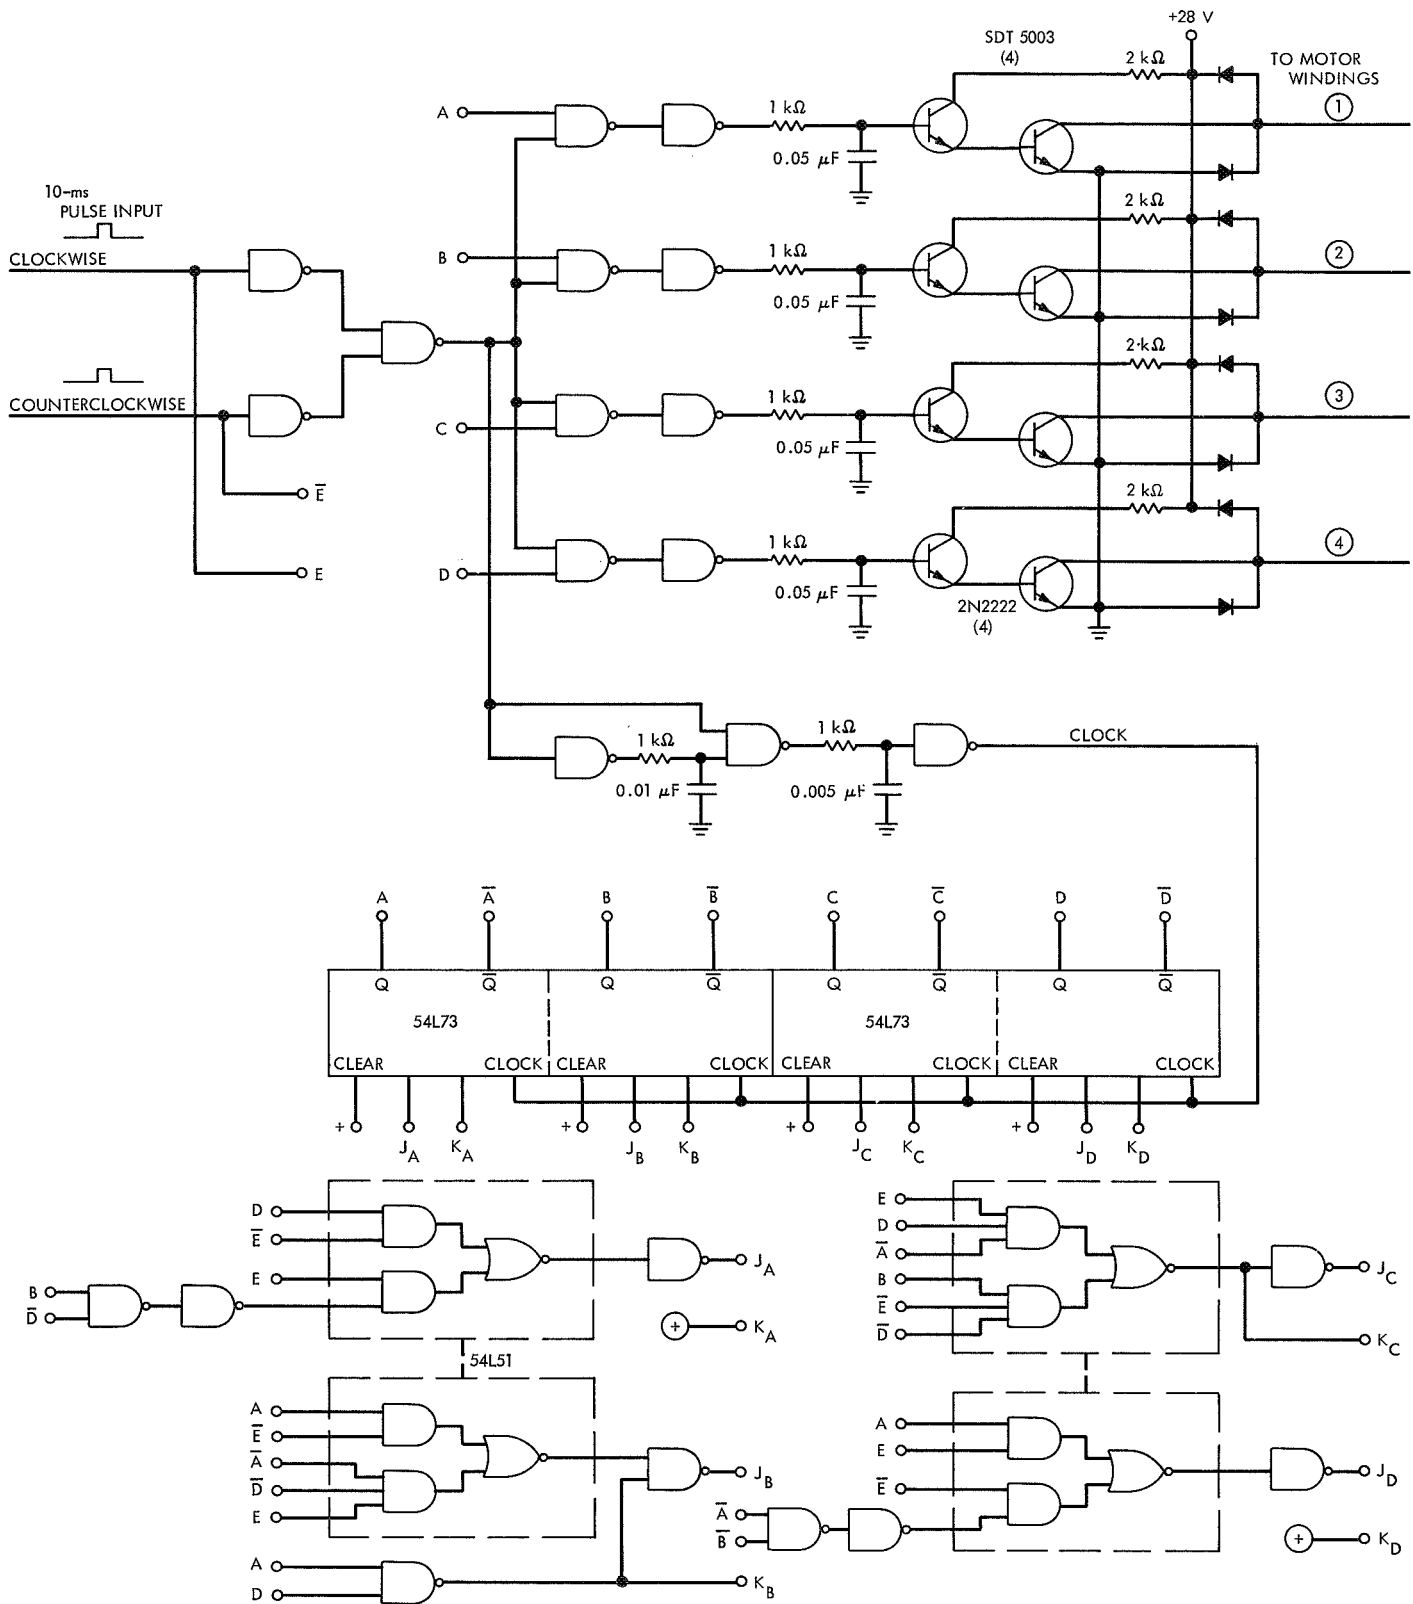 +28 V
SDT 5003
(4)
2 kΩ
TO MOTOR
WINDINGS
A
1 kΩ
1
0.05 μF
10-ms
PULSE INPUT
2 kΩ
CLOCKWISE
B
1 kΩ
2
0.05 μF
2·kΩ
COUNTERCLOCKWISE
1 kΩ
3
C
0.05 μF
E̅
2 kΩ
1 kΩ
4
E
D
0.05 μF
2N2222
(4)
1 kΩ
1 kΩ
CLOCK
0.01 μF
0.005 μF
A
A̅
B
B̅
C
C̅
D
D̅
Q
Q̅
Q
Q̅
Q
Q̅
Q
Q̅
54L73
54L73
CLEAR
CLOCK
CLEAR
CLOCK
CLEAR
CLOCK
CLEAR
CLOCK
+
J_A
K_A
+
J_B
K_B
+
J_C
K_C
+
J_D
K_D
D
E̅
E
B
D̅
J_A
+
K_A
54L51
A
E̅
A̅
D̅
E
J_B
A
D
K_B
E
D
A̅
B
E̅
D̅
J_C
K_C
A
E
E̅
A̅
B̅
J_D
+
K_D